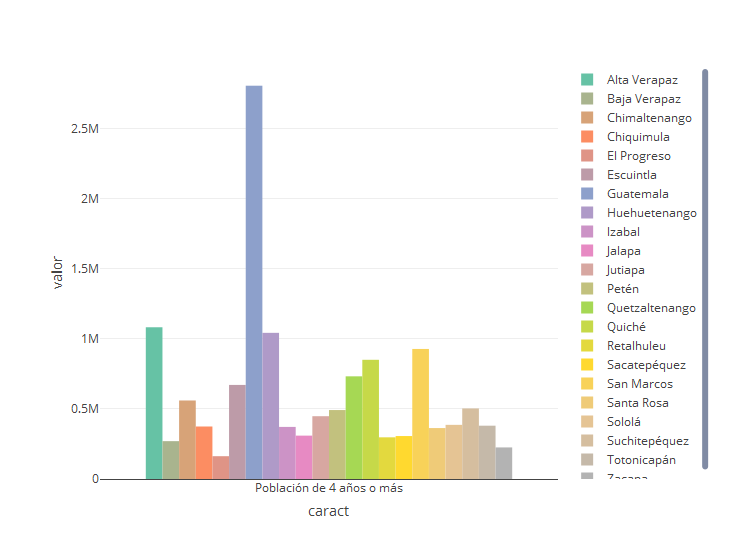 2.5M
2M
1.5M
1M
0.5M
0
valor
Población de 4 años o más
caract
Alta Verapaz
Baja Verapaz
Chimaltenango
Chiquimula
El Progreso
Escuintla
Guatemala
Huehuetenango
Izabal
Jalapa
Jutiapa
Petén
Quetzaltenango
Quiché
Retalhuleu
Sacatepéquez
San Marcos
Santa Rosa
Sololá
Suchitepéquez
Totonicapán
Zacapa